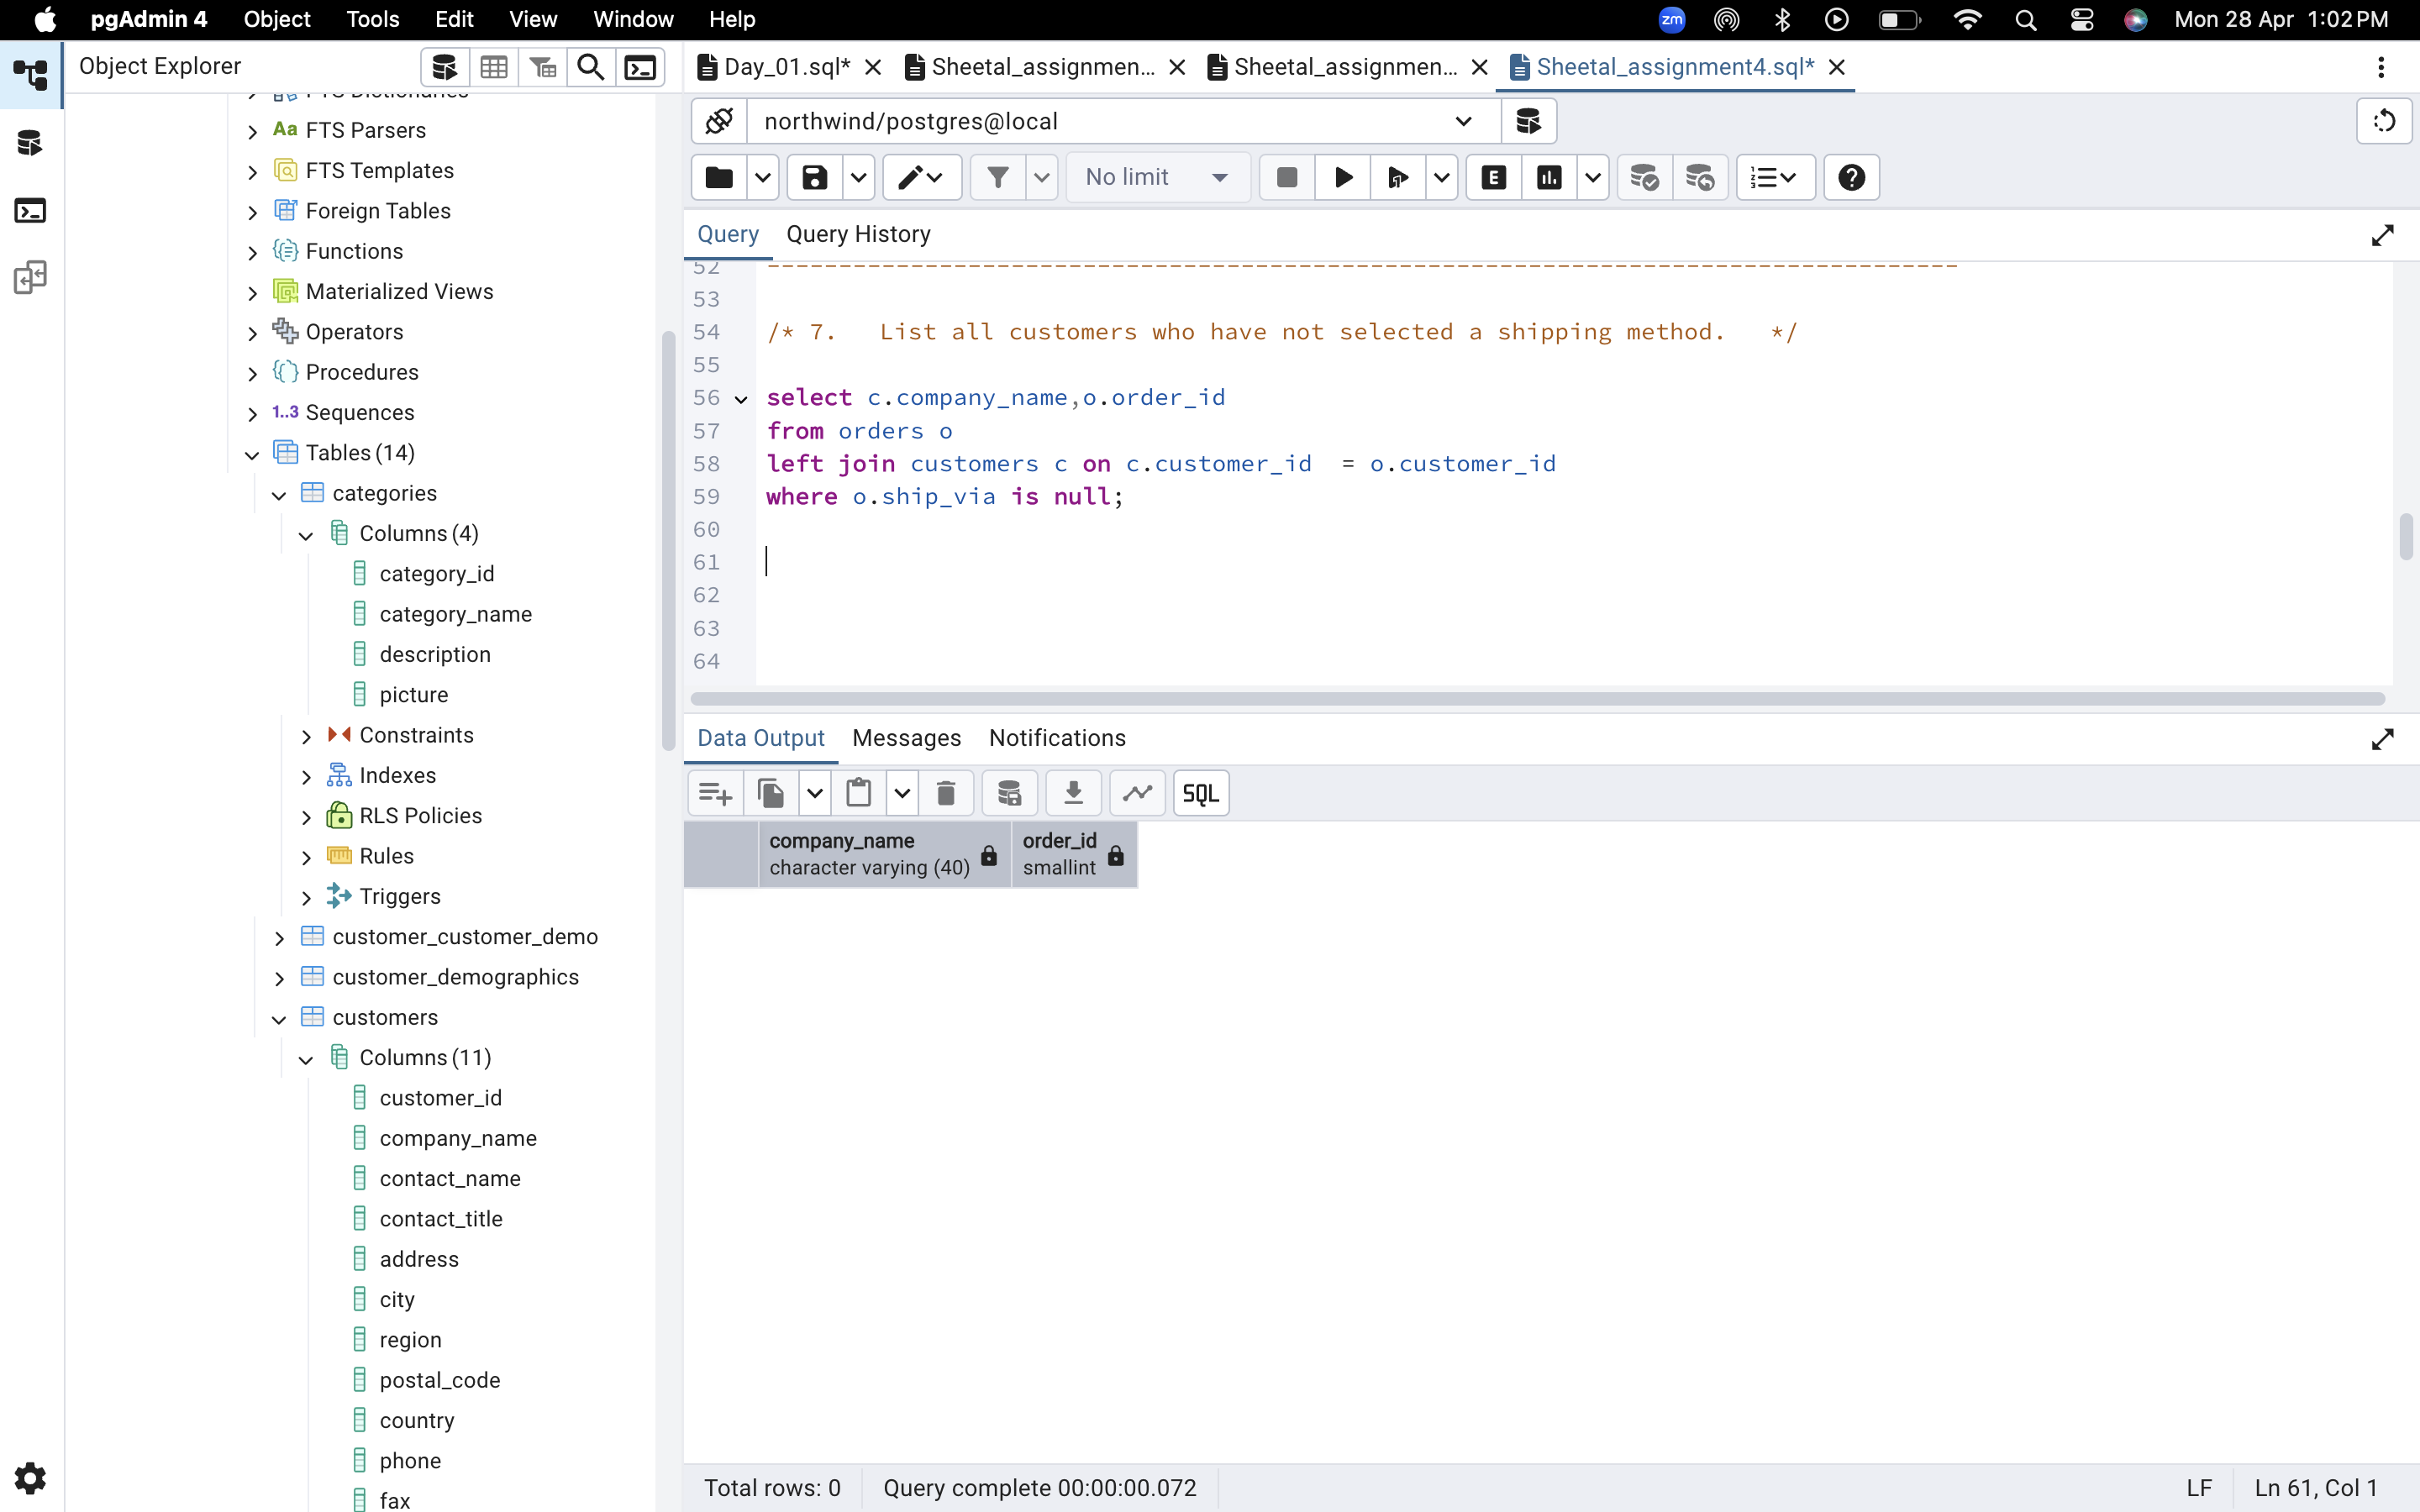 pgAdmin 4 Object Tools Edit View Window Help zm Mon 28 Apr 1:02 PM
Object Explorer
Day_01.sql* Sheetal_assignmen... Sheetal_assignmen... Sheetal_assignment4.sql*
FTS Dictionaries
Aa FTS Parsers
FTS Templates
Foreign Tables
Functions
Materialized Views
Operators
Procedures
1..3 Sequences
Tables (14)
categories
Columns (4)
category_id
category_name
description
picture
Constraints
Indexes
RLS Policies
Rules
Triggers
customer_customer_demo
customer_demographics
customers
Columns (11)
customer_id
company_name
contact_name
contact_title
address
city
region
postal_code
country
phone
fax
northwind/postgres@local
No limit E
Query Query History
52 -----------------------------------------------------------------------------------
53
54 /* 7.   List all customers who have not selected a shipping method.   */
55
56 select c.company_name,o.order_id
57 from orders o
58 left join customers c on c.customer_id  = o.customer_id
59 where o.ship_via is null;
60
61
62
63
64
Data Output Messages Notifications
SQL
company_name order_id
character varying (40) smallint
Total rows: 0 Query complete 00:00:00.072 LF Ln 61, Col 1